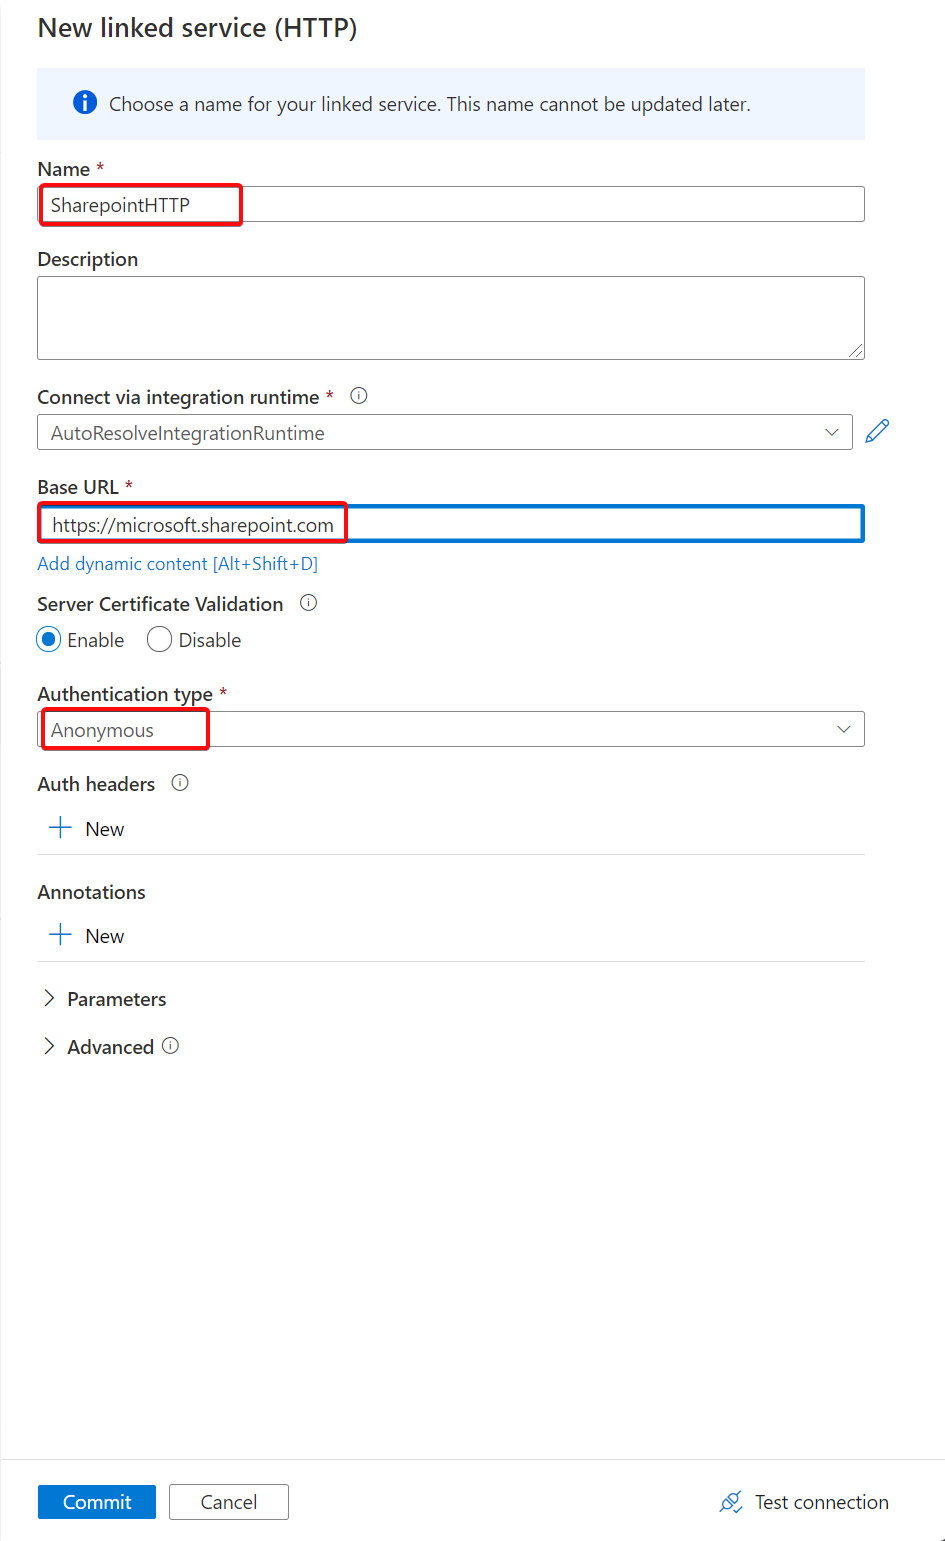 New linked service (HTTP)
Choose a name for your linked service. This name cannot be updated later.
Name *
SharepointHTTP
Description
Connect via integration runtime *
AutoResolveIntegrationRuntime
Base URL *
https://microsoft.sharepoint.com
Add dynamic content [Alt+Shift+D]
Server Certificate Validation
Enable Disable
Authentication type *
Anonymous
Auth headers
New
Annotations
New
Parameters
Advanced
Commit Cancel Test connection